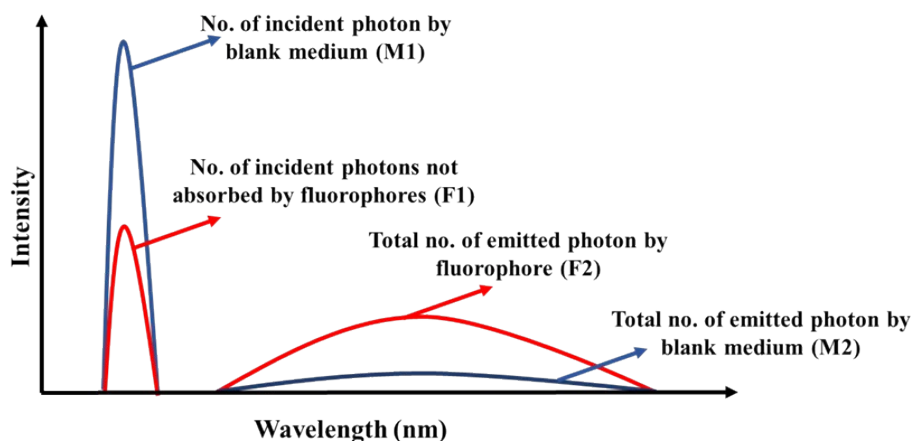 No. of incident photon by
blank medium (M1)
No. of incident photons not
absorbed by fluorophores (F1)
Total no. of emitted photon by
fluorophore (F2)
Total no. of emitted photon by
blank medium (M2)
Intensity
Wavelength (nm)